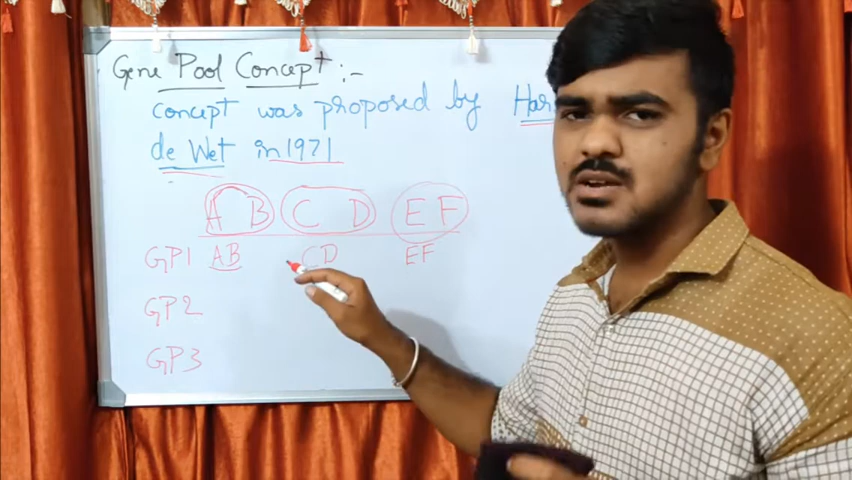 Gene Pool Concept :-
concept was proposed by Har
de Wet in 1971
A B C D E F
GP1 AB CD EF
GP2
GP3